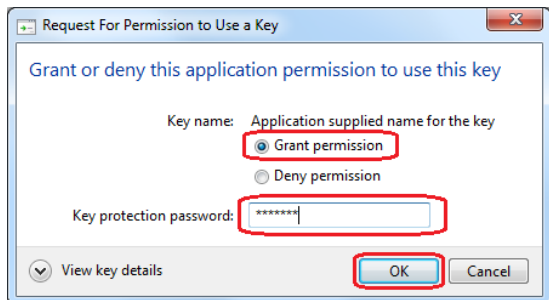 Request For Permission to Use a Key
Grant or deny this application permission to use this key
Key name: Application supplied name for the key
Grant permission
Deny permission
Key protection password: *******
View key details OK Cancel